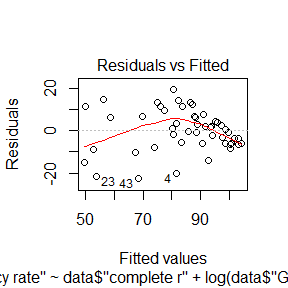 Residuals vs Fitted
Residuals
20
0
-20
23
43
4
50
70
90
Fitted values
cy rate" ~ data$"complete r" + log(data$"G